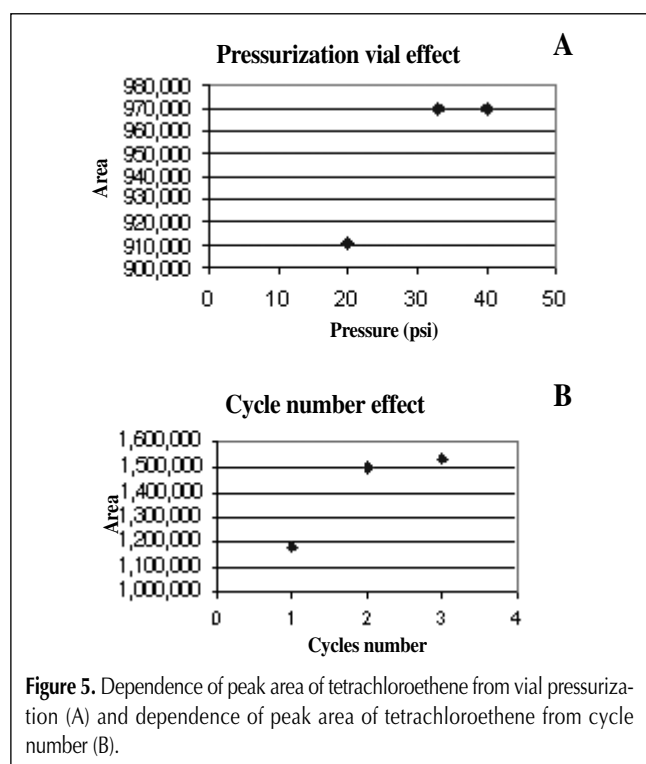 A
Pressurization vial effect
980,000
970,000
960,000
950,000
940,000
930,000
920,000
910,000
900,000
Area
0 10 20 30 40 50
Pressure (psi)
B
Cycle number effect
1,600,000
1,500,000
1,400,000
1,300,000
1,200,000
1,100,000
1,000,000
Area
0 1 2 3 4
Cycles number
Figure 5. Dependence of peak area of tetrachloroethene from vial pressuriza-
tion (A) and dependence of peak area of tetrachloroethene from cycle
number (B).